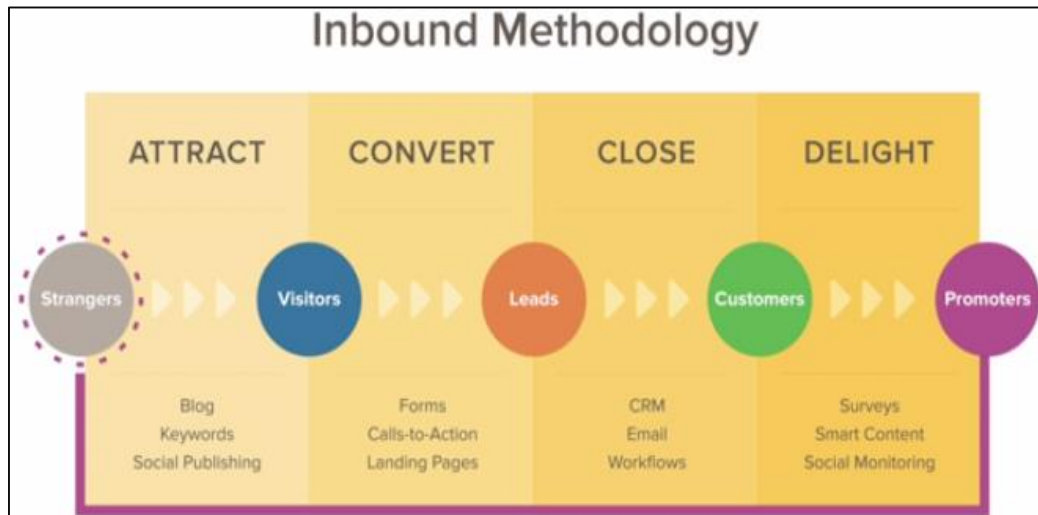 Inbound Methodology
ATTRACT
CONVERT
CLOSE
DELIGHT
Strangers
Visitors
Leads
Customers
Promoters
Blog
Keywords
Social Publishing
Forms
Calls-to-Action
Landing Pages
CRM
Email
Workflows
Surveys
Smart Content
Social Monitoring